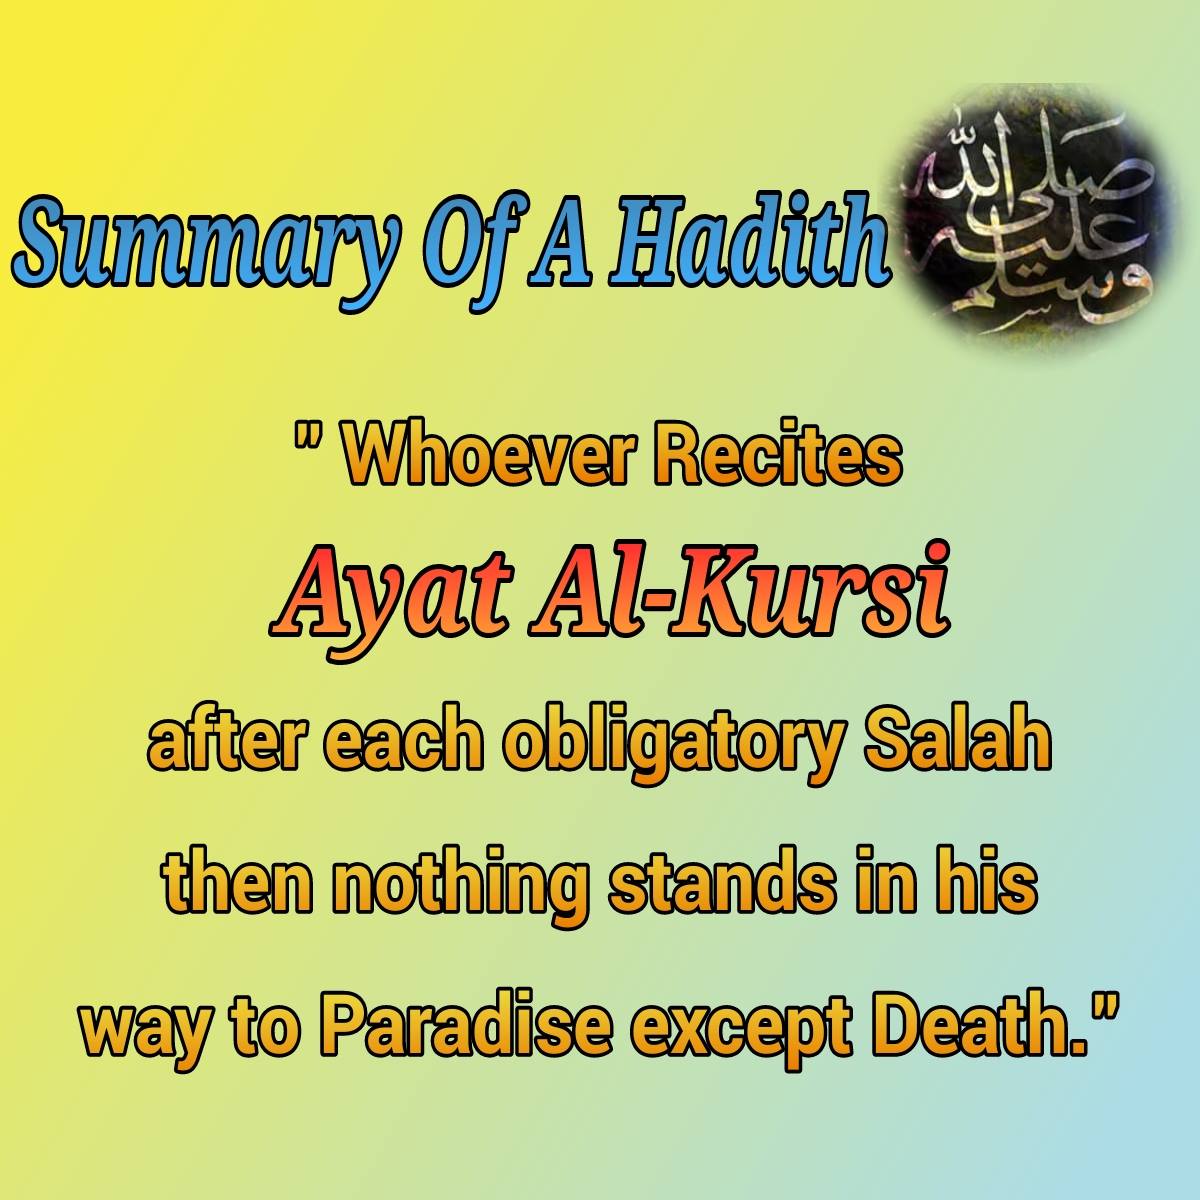 Summary Of A Hadith
صلى الله
عليه
وسلم
" Whoever Recites
Ayat Al-Kursi
after each obligatory Salah
then nothing stands in his
way to Paradise except Death."